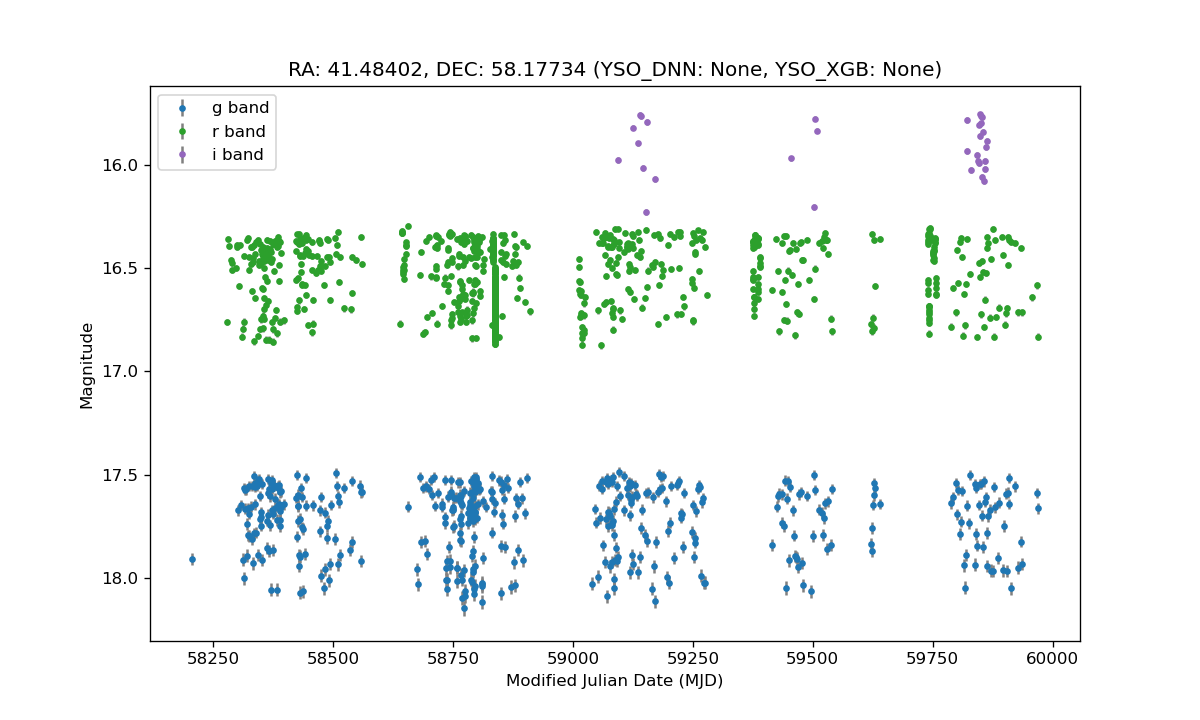 RA: 41.48402, DEC: 58.17734 (YSO_DNN: None, YSO_XGB: None)
g band
r band
i band
Magnitude
16.0
16.5
17.0
17.5
18.0
58250 58500 58750 59000 59250 59500 59750 60000
Modified Julian Date (MJD)